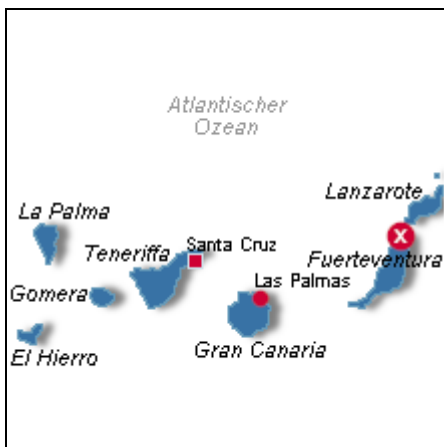 Atlantischer
Ozean
Lanzarote
La Palma
X
Santa Cruz
Teneriffa
Fuerteventura
Las Palmas
Gomera
Gran Canaria
El Hierro